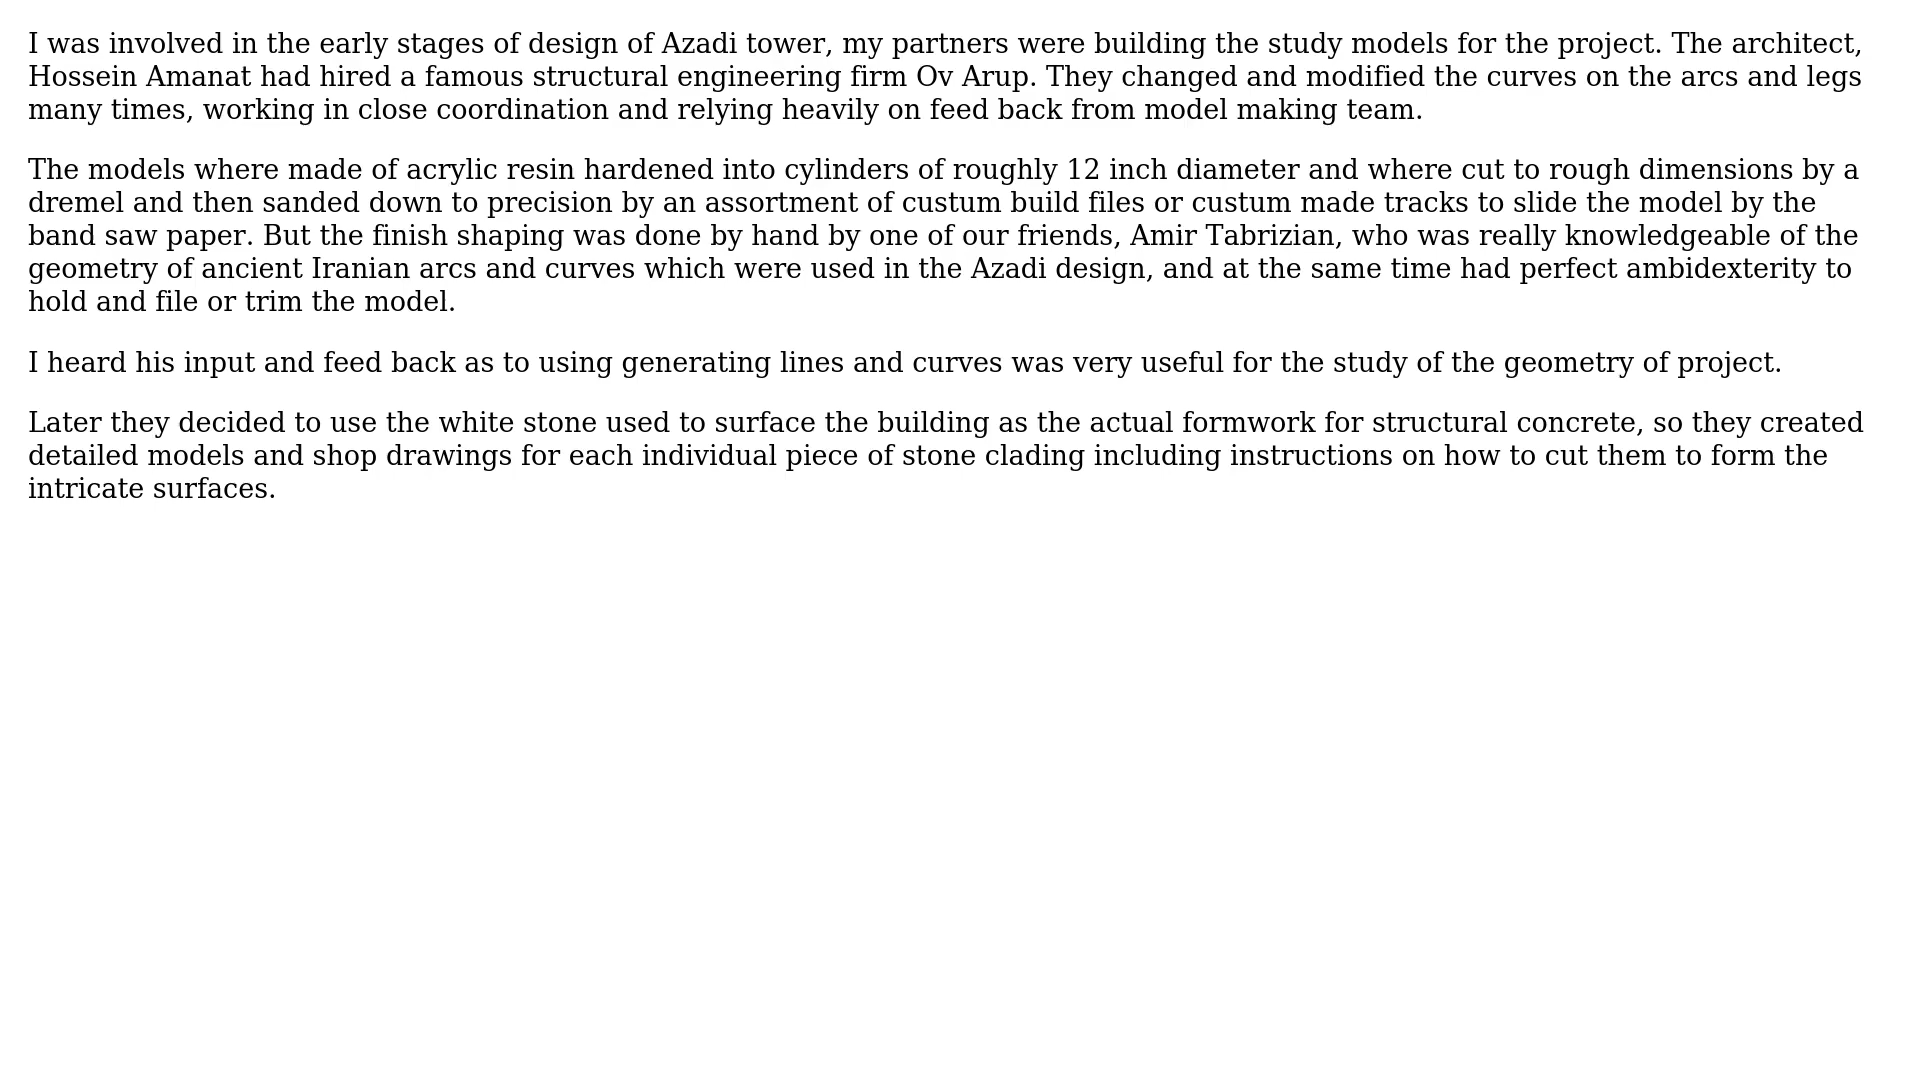 I was involved in the early stages of design of Azadi tower, my partners were building the study models for the project. The architect,
Hossein Amanat had hired a famous structural engineering firm Ov Arup. They changed and modified the curves on the arcs and legs
many times, working in close coordination and relying heavily on feed back from model making team.
The models where made of acrylic resin hardened into cylinders of roughly 12 inch diameter and where cut to rough dimensions by a
dremel and then sanded down to precision by an assortment of custum build files or custum made tracks to slide the model by the
band saw paper. But the finish shaping was done by hand by one of our friends, Amir Tabrizian, who was really knowledgeable of the
geometry of ancient Iranian arcs and curves which were used in the Azadi design, and at the same time had perfect ambidexterity to
hold and file or trim the model.
I heard his input and feed back as to using generating lines and curves was very useful for the study of the geometry of project.
Later they decided to use the white stone used to surface the building as the actual formwork for structural concrete, so they created
detailed models and shop drawings for each individual piece of stone clading including instructions on how to cut them to form the
intricate surfaces.